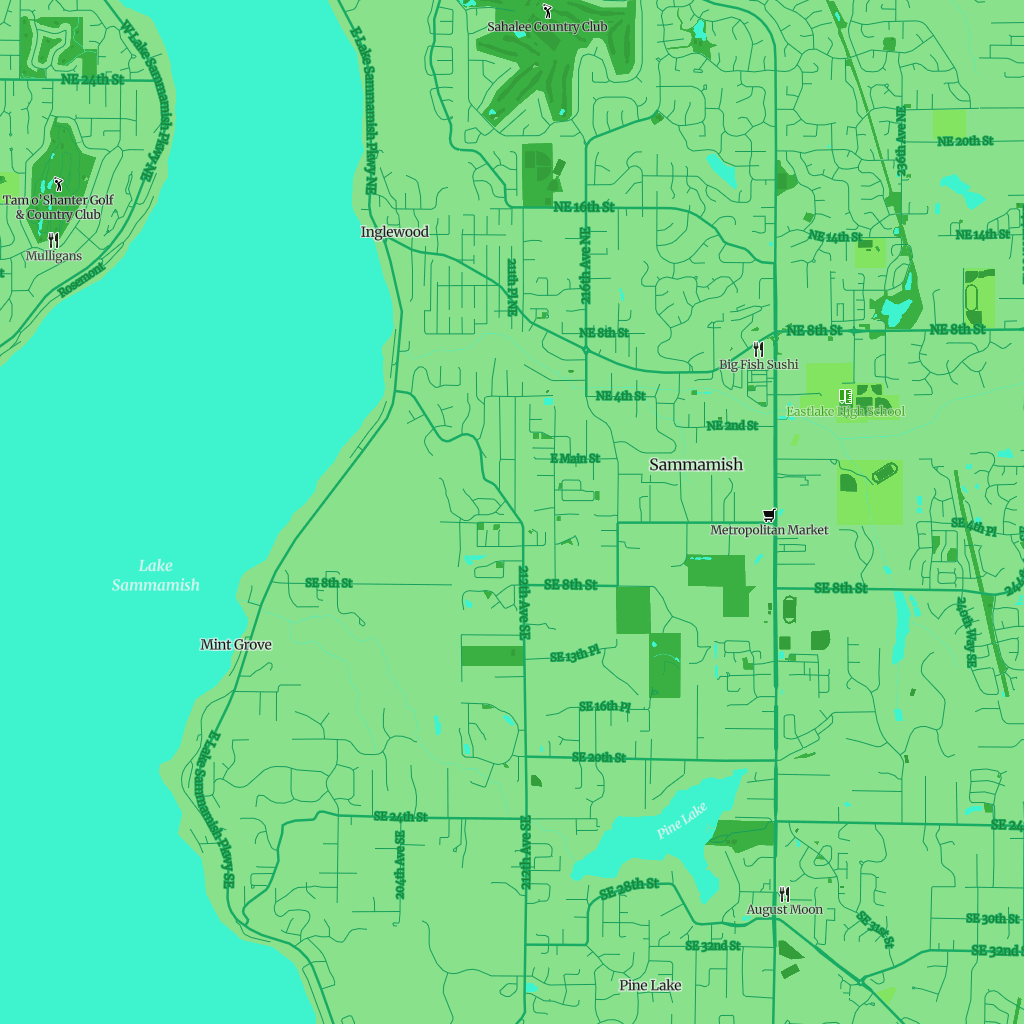 Sahalee Country Club
W Lake Sammamish Pkwy NE
E Lake Sammamish Pkwy NE
NE 24th St
236th Ave NE
NE 20th St
Tam o'Shanter Golf
& Country Club
NE 16th St
Inglewood
NE 14th St
NE 14th St
Mulligans
Rosemont
211th Pl NE
216th Ave NE
NE 8th St
NE 8th St
NE 8th St
Big Fish Sushi
NE 4th St
Eastlake High School
NE 2nd St
E Main St
Sammamish
Metropolitan Market
SE 4th Pl
Lake
Sammamish
SE 8th St
212th Ave SE
SE 8th St
SE 8th St
240th Way SE
Mint Grove
SE 13th Pl
SE 16th Pl
E Lake Sammamish Pkwy SE
SE 20th St
Pine Lake
SE 24th St
SE 24
204th Ave SE
212th Ave SE
SE 28th St
August Moon
SE 31st St
SE 30th St
SE 32nd St
SE 32nd S
Pine Lake